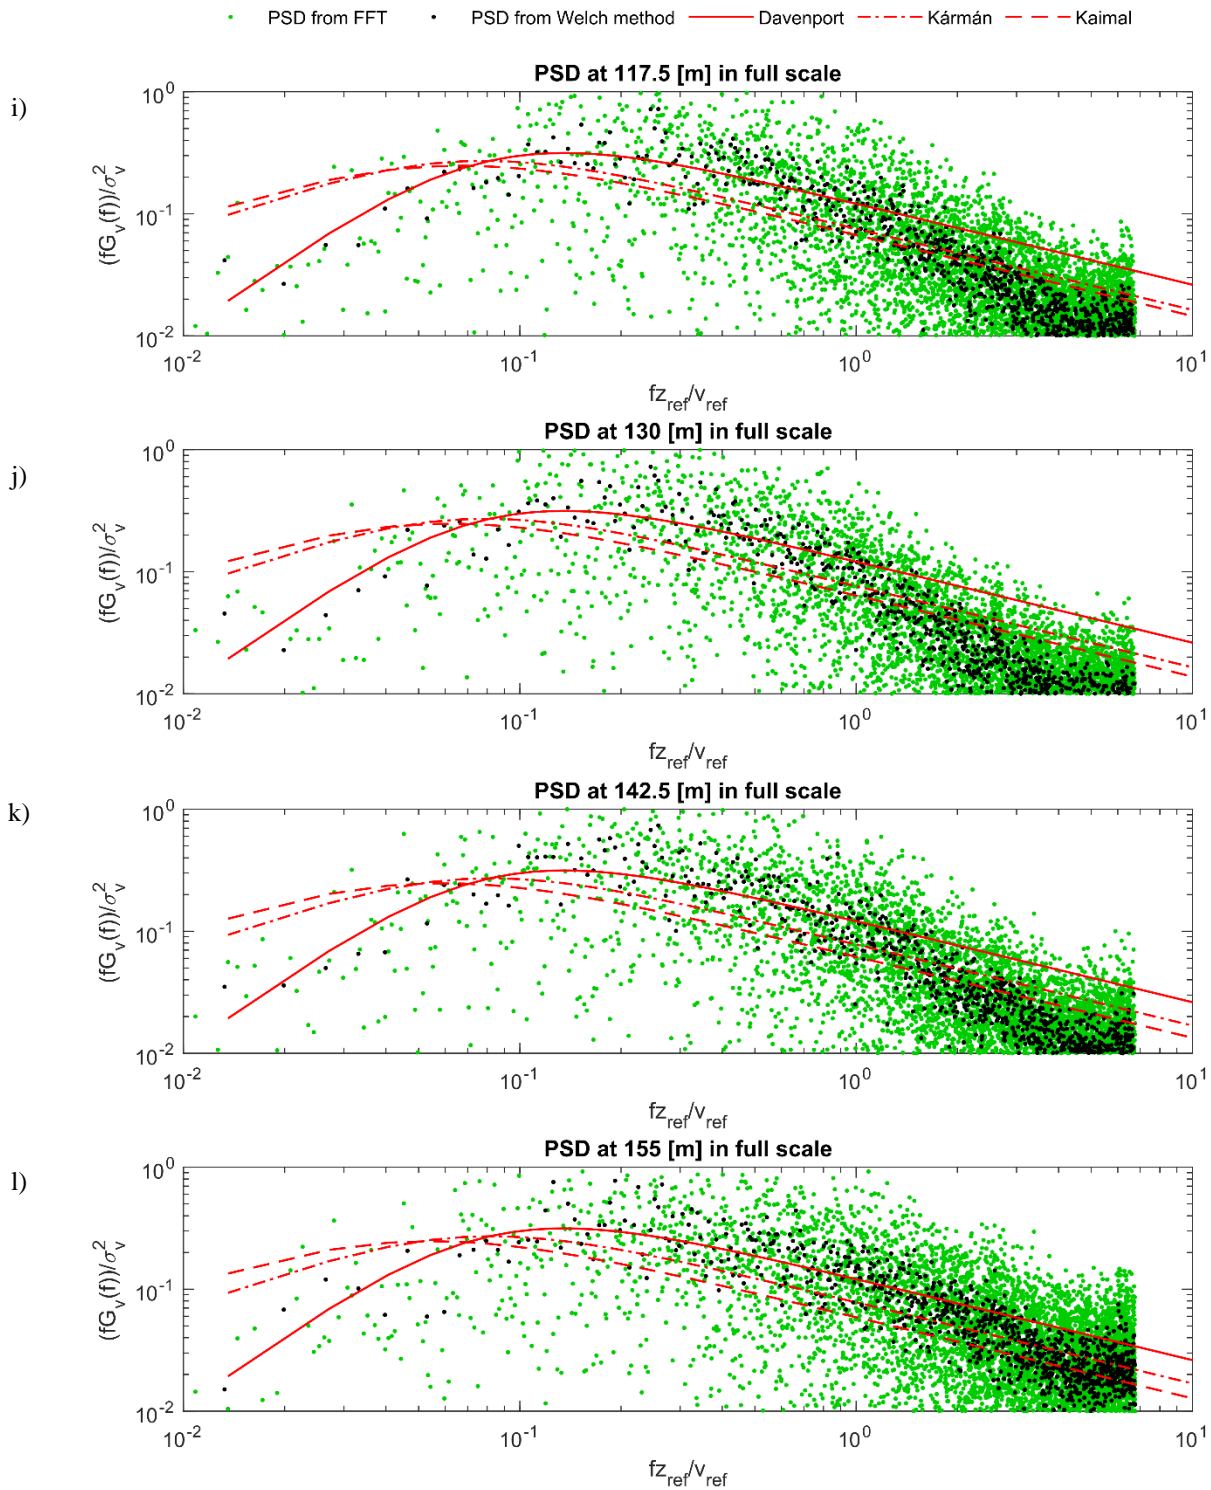 PSD from FFT PSD from Welch method Davenport Kármán Kaimal
i)
PSD at 117.5 [m] in full scale
(fG_v(f))/σ_v^2
10^0
10^-1
10^-2
10^-2 10^-1 10^0 10^1
fz_ref/v_ref
j)
PSD at 130 [m] in full scale
(fG_v(f))/σ_v^2
10^0
10^-1
10^-2
10^-2 10^-1 10^0 10^1
fz_ref/v_ref
k)
PSD at 142.5 [m] in full scale
(fG_v(f))/σ_v^2
10^0
10^-1
10^-2
10^-2 10^-1 10^0 10^1
fz_ref/v_ref
l)
PSD at 155 [m] in full scale
(fG_v(f))/σ_v^2
10^0
10^-1
10^-2
10^-2 10^-1 10^0 10^1
fz_ref/v_ref